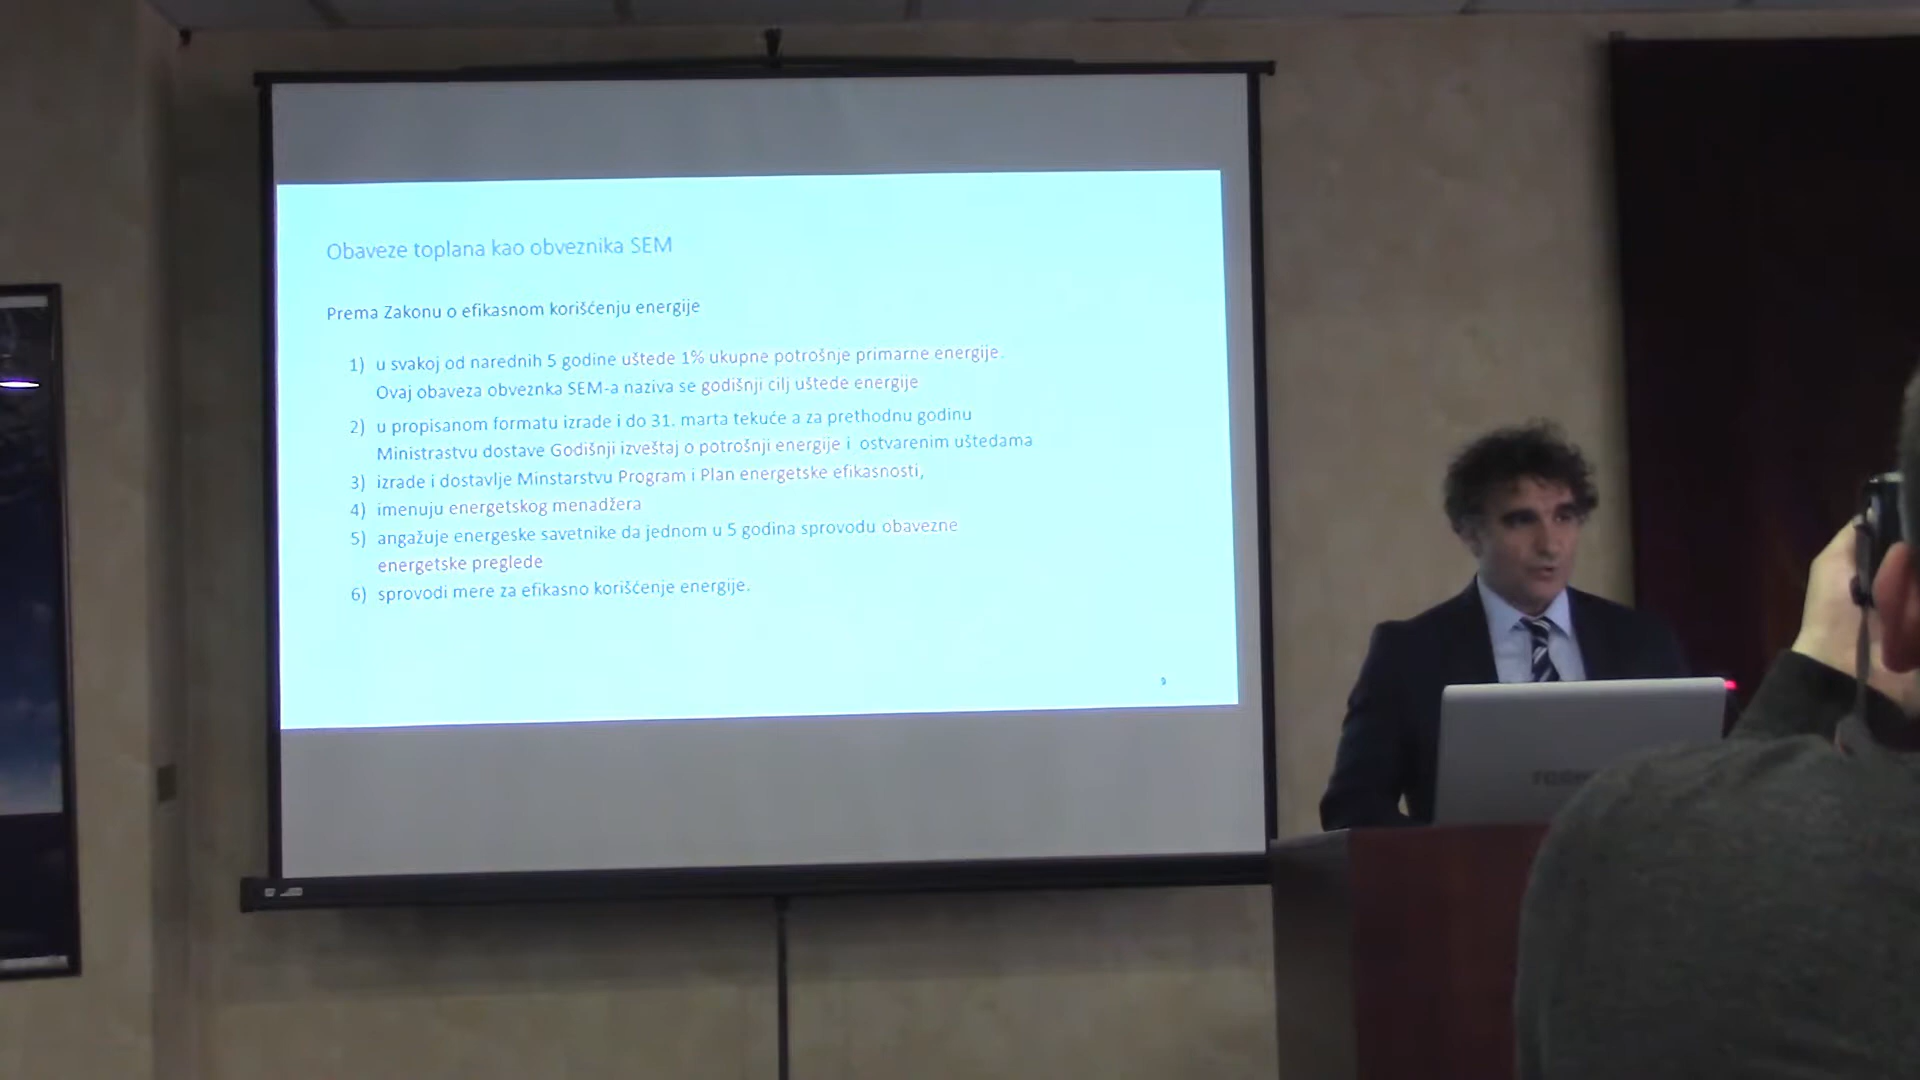 Obaveze toplana kao obveznika SEM
Prema Zakonu o efikasnom korišćenju energije
1) u svakoj od narednih 5 godine uštede 1% ukupne potrošnje primarne energije.
Ovaj obaveza obveznka SEM-a naziva se godišnji cilj uštede energije
2) u propisanom formatu izrade i do 31. marta tekuće a za prethodnu godinu
Ministrastvu dostave Godišnji izveštaj o potrošnji energije i ostvarenim uštedama
3) izrade i dostavlje Minstarstvu Program i Plan energetske efikasnosti,
4) imenuju energetskog menadžera
5) angažuje energeske savetnike da jednom u 5 godina sprovodu obavezne
energetske preglede
6) sprovodi mere za efikasno korišćenje energije.
9